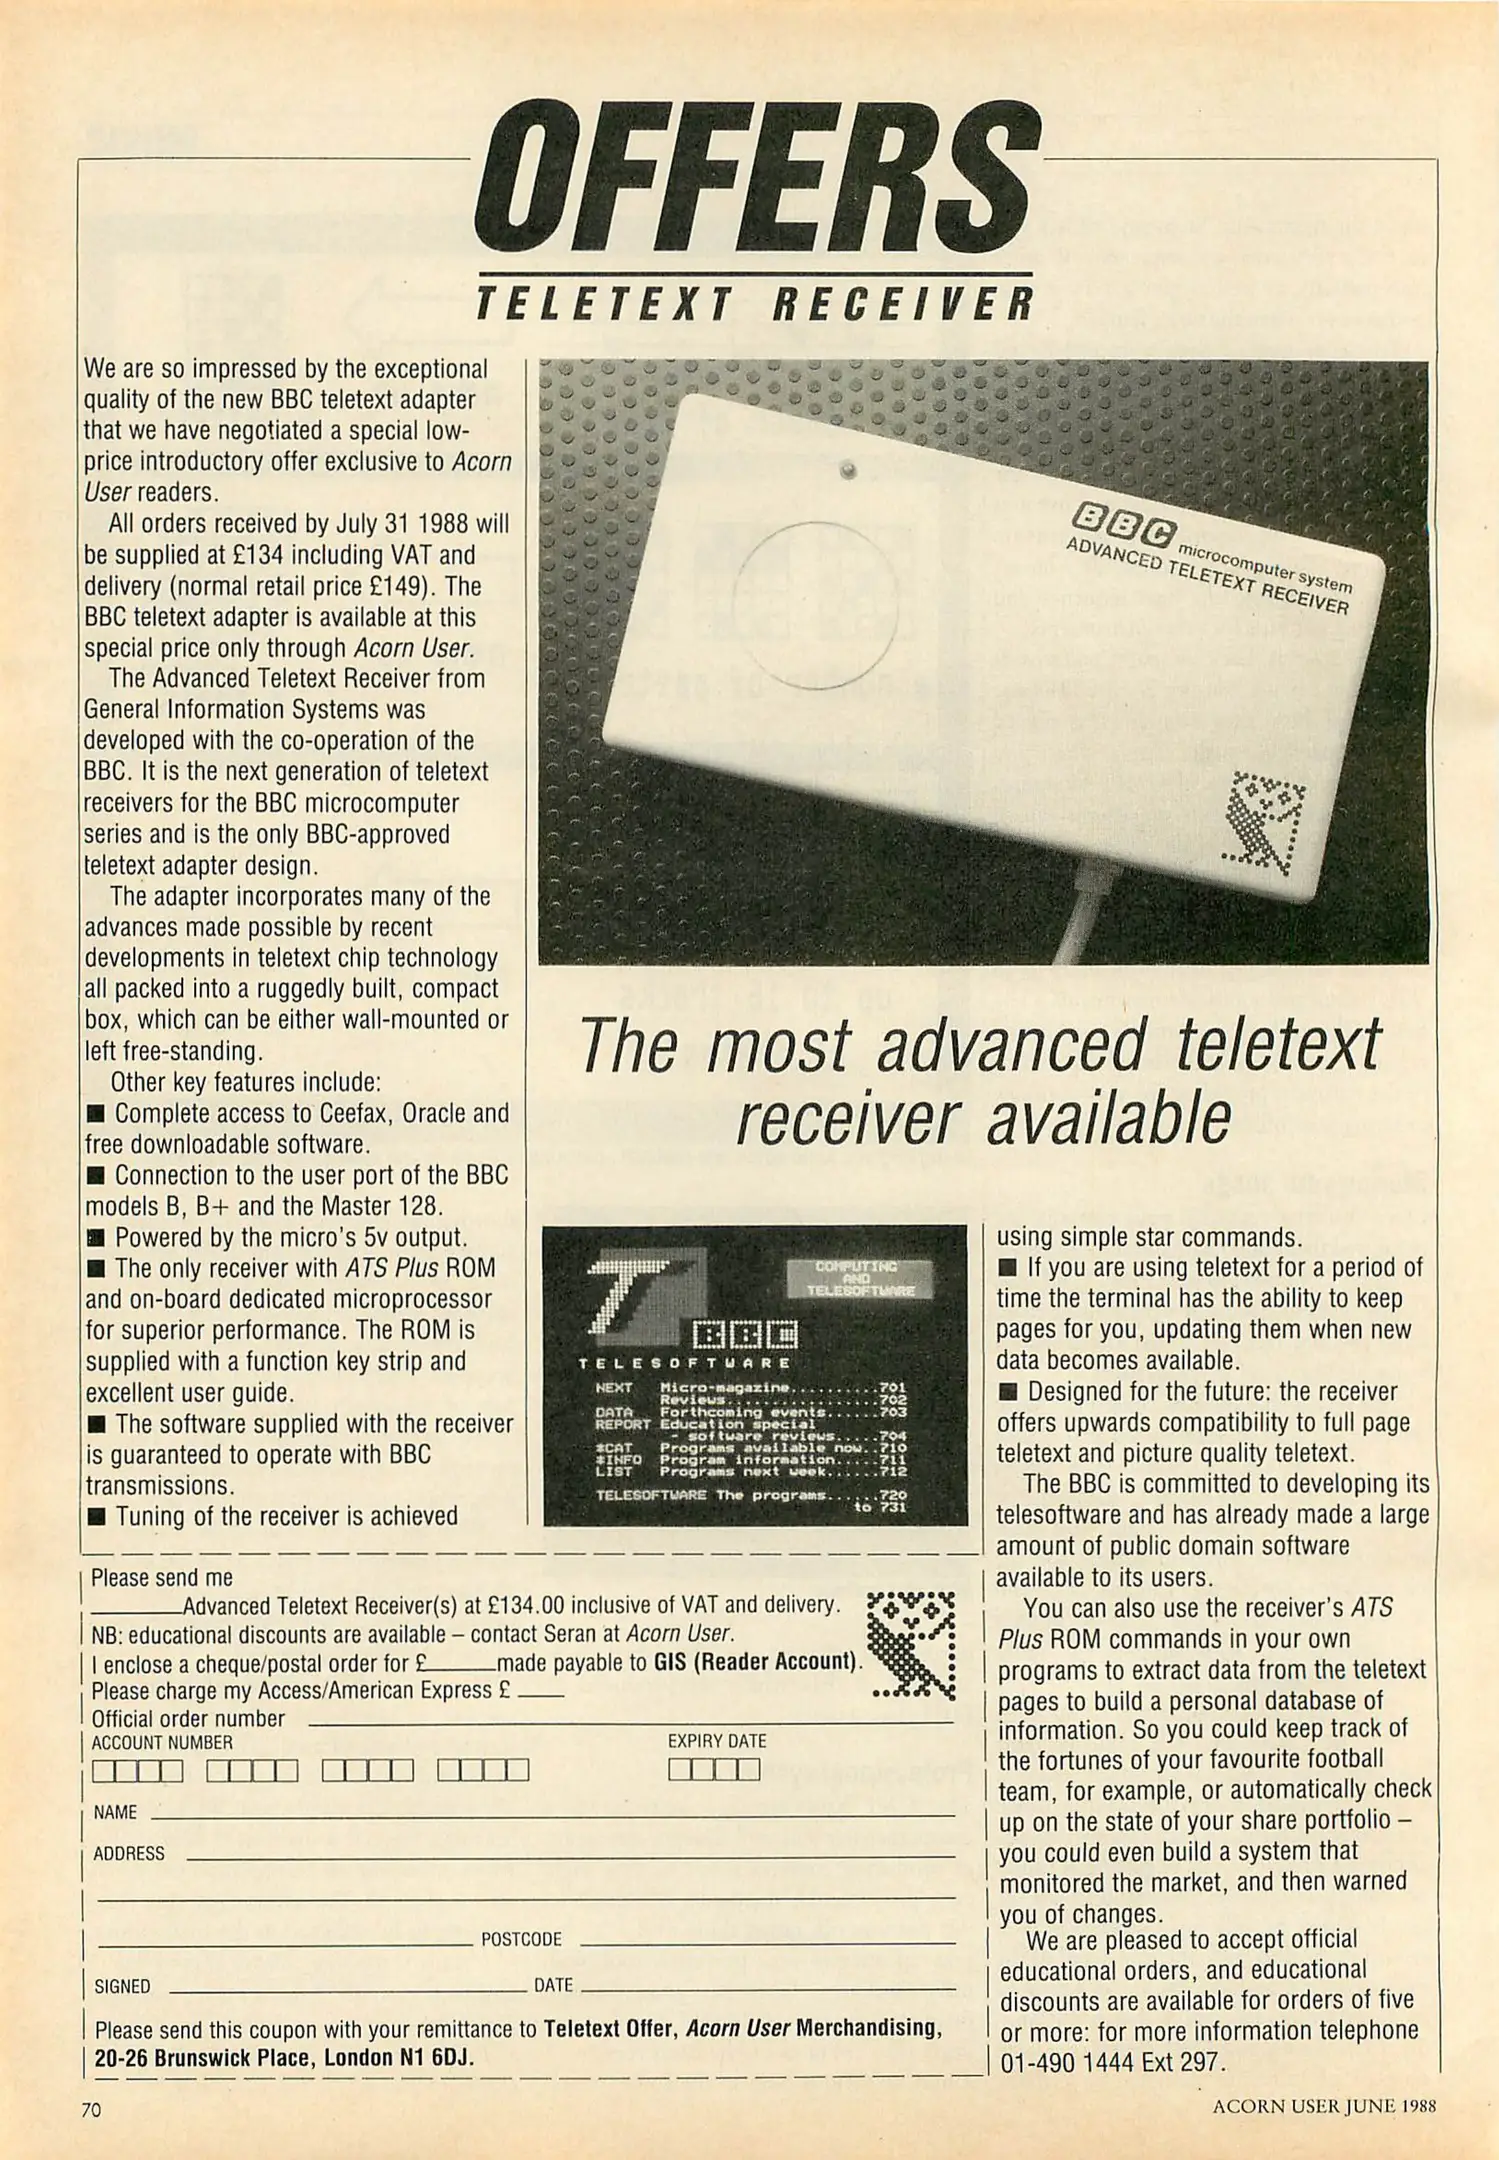 OFFERS
TELETEXT RECEIVER
We are so impressed by the exceptional
quality of the new BBC teletext adapter
that we have negotiated a special low-
price introductory offer exclusive to Acorn
User readers.
All orders received by July 31 1988 will
be supplied at £134 including VAT and
delivery (normal retail price £149). The
BBC teletext adapter is available at this
special price only through Acorn User.
The Advanced Teletext Receiver from
General Information Systems was
developed with the co-operation of the
BBC. It is the next generation of teletext
receivers for the BBC microcomputer
series and is the only BBC-approved
teletext adapter design.
The adapter incorporates many of the
advances made possible by recent
developments in teletext chip technology
all packed into a ruggedly built, compact
box, which can be either wall-mounted or
left free-standing.
Other key features include:
■ Complete access to Ceefax, Oracle and
free downloadable software.
■ Connection to the user port of the BBC
models B, B+ and the Master 128.
■ Powered by the micro's 5v output.
■ The only receiver with ATS Plus ROM
and on-board dedicated microprocessor
for superior performance. The ROM is
supplied with a function key strip and
excellent user guide.
■ The software supplied with the receiver
is guaranteed to operate with BBC
transmissions.
■ Tuning of the receiver is achieved
BBC microcomputer system
ADVANCED TELETEXT RECEIVER
The most advanced teletext
receiver available
COMPUTING
AND
TELESOFTWARE
T
BBC
TELESOFTWARE
NEXT Micro-magazine..........701
Reviews.................702
DATA Forthcoming events......703
REPORT Education special
- software reviews.....704
*CAT Programs available now..710
*INFO Program information.....711
LIST Programs next week......712
TELESOFTWARE The programs......720
to 731
using simple star commands.
■ If you are using teletext for a period of
time the terminal has the ability to keep
pages for you, updating them when new
data becomes available.
■ Designed for the future: the receiver
offers upwards compatibility to full page
teletext and picture quality teletext.
The BBC is committed to developing its
telesoftware and has already made a large
amount of public domain software
available to its users.
You can also use the receiver's ATS
Plus ROM commands in your own
programs to extract data from the teletext
pages to build a personal database of
information. So you could keep track of
the fortunes of your favourite football
team, for example, or automatically check
up on the state of your share portfolio –
you could even build a system that
monitored the market, and then warned
you of changes.
We are pleased to accept official
educational orders, and educational
discounts are available for orders of five
or more: for more information telephone
01-490 1444 Ext 297.
Please send me
______Advanced Teletext Receiver(s) at £134.00 inclusive of VAT and delivery.
NB: educational discounts are available – contact Seran at Acorn User.
I enclose a cheque/postal order for £_____made payable to GIS (Reader Account).
Please charge my Access/American Express £ ___
Official order number
ACCOUNT NUMBER EXPIRY DATE
NAME
ADDRESS
POSTCODE
SIGNED DATE
Please send this coupon with your remittance to Teletext Offer, Acorn User Merchandising,
20-26 Brunswick Place, London N1 6DJ.
70 ACORN USER JUNE 1988